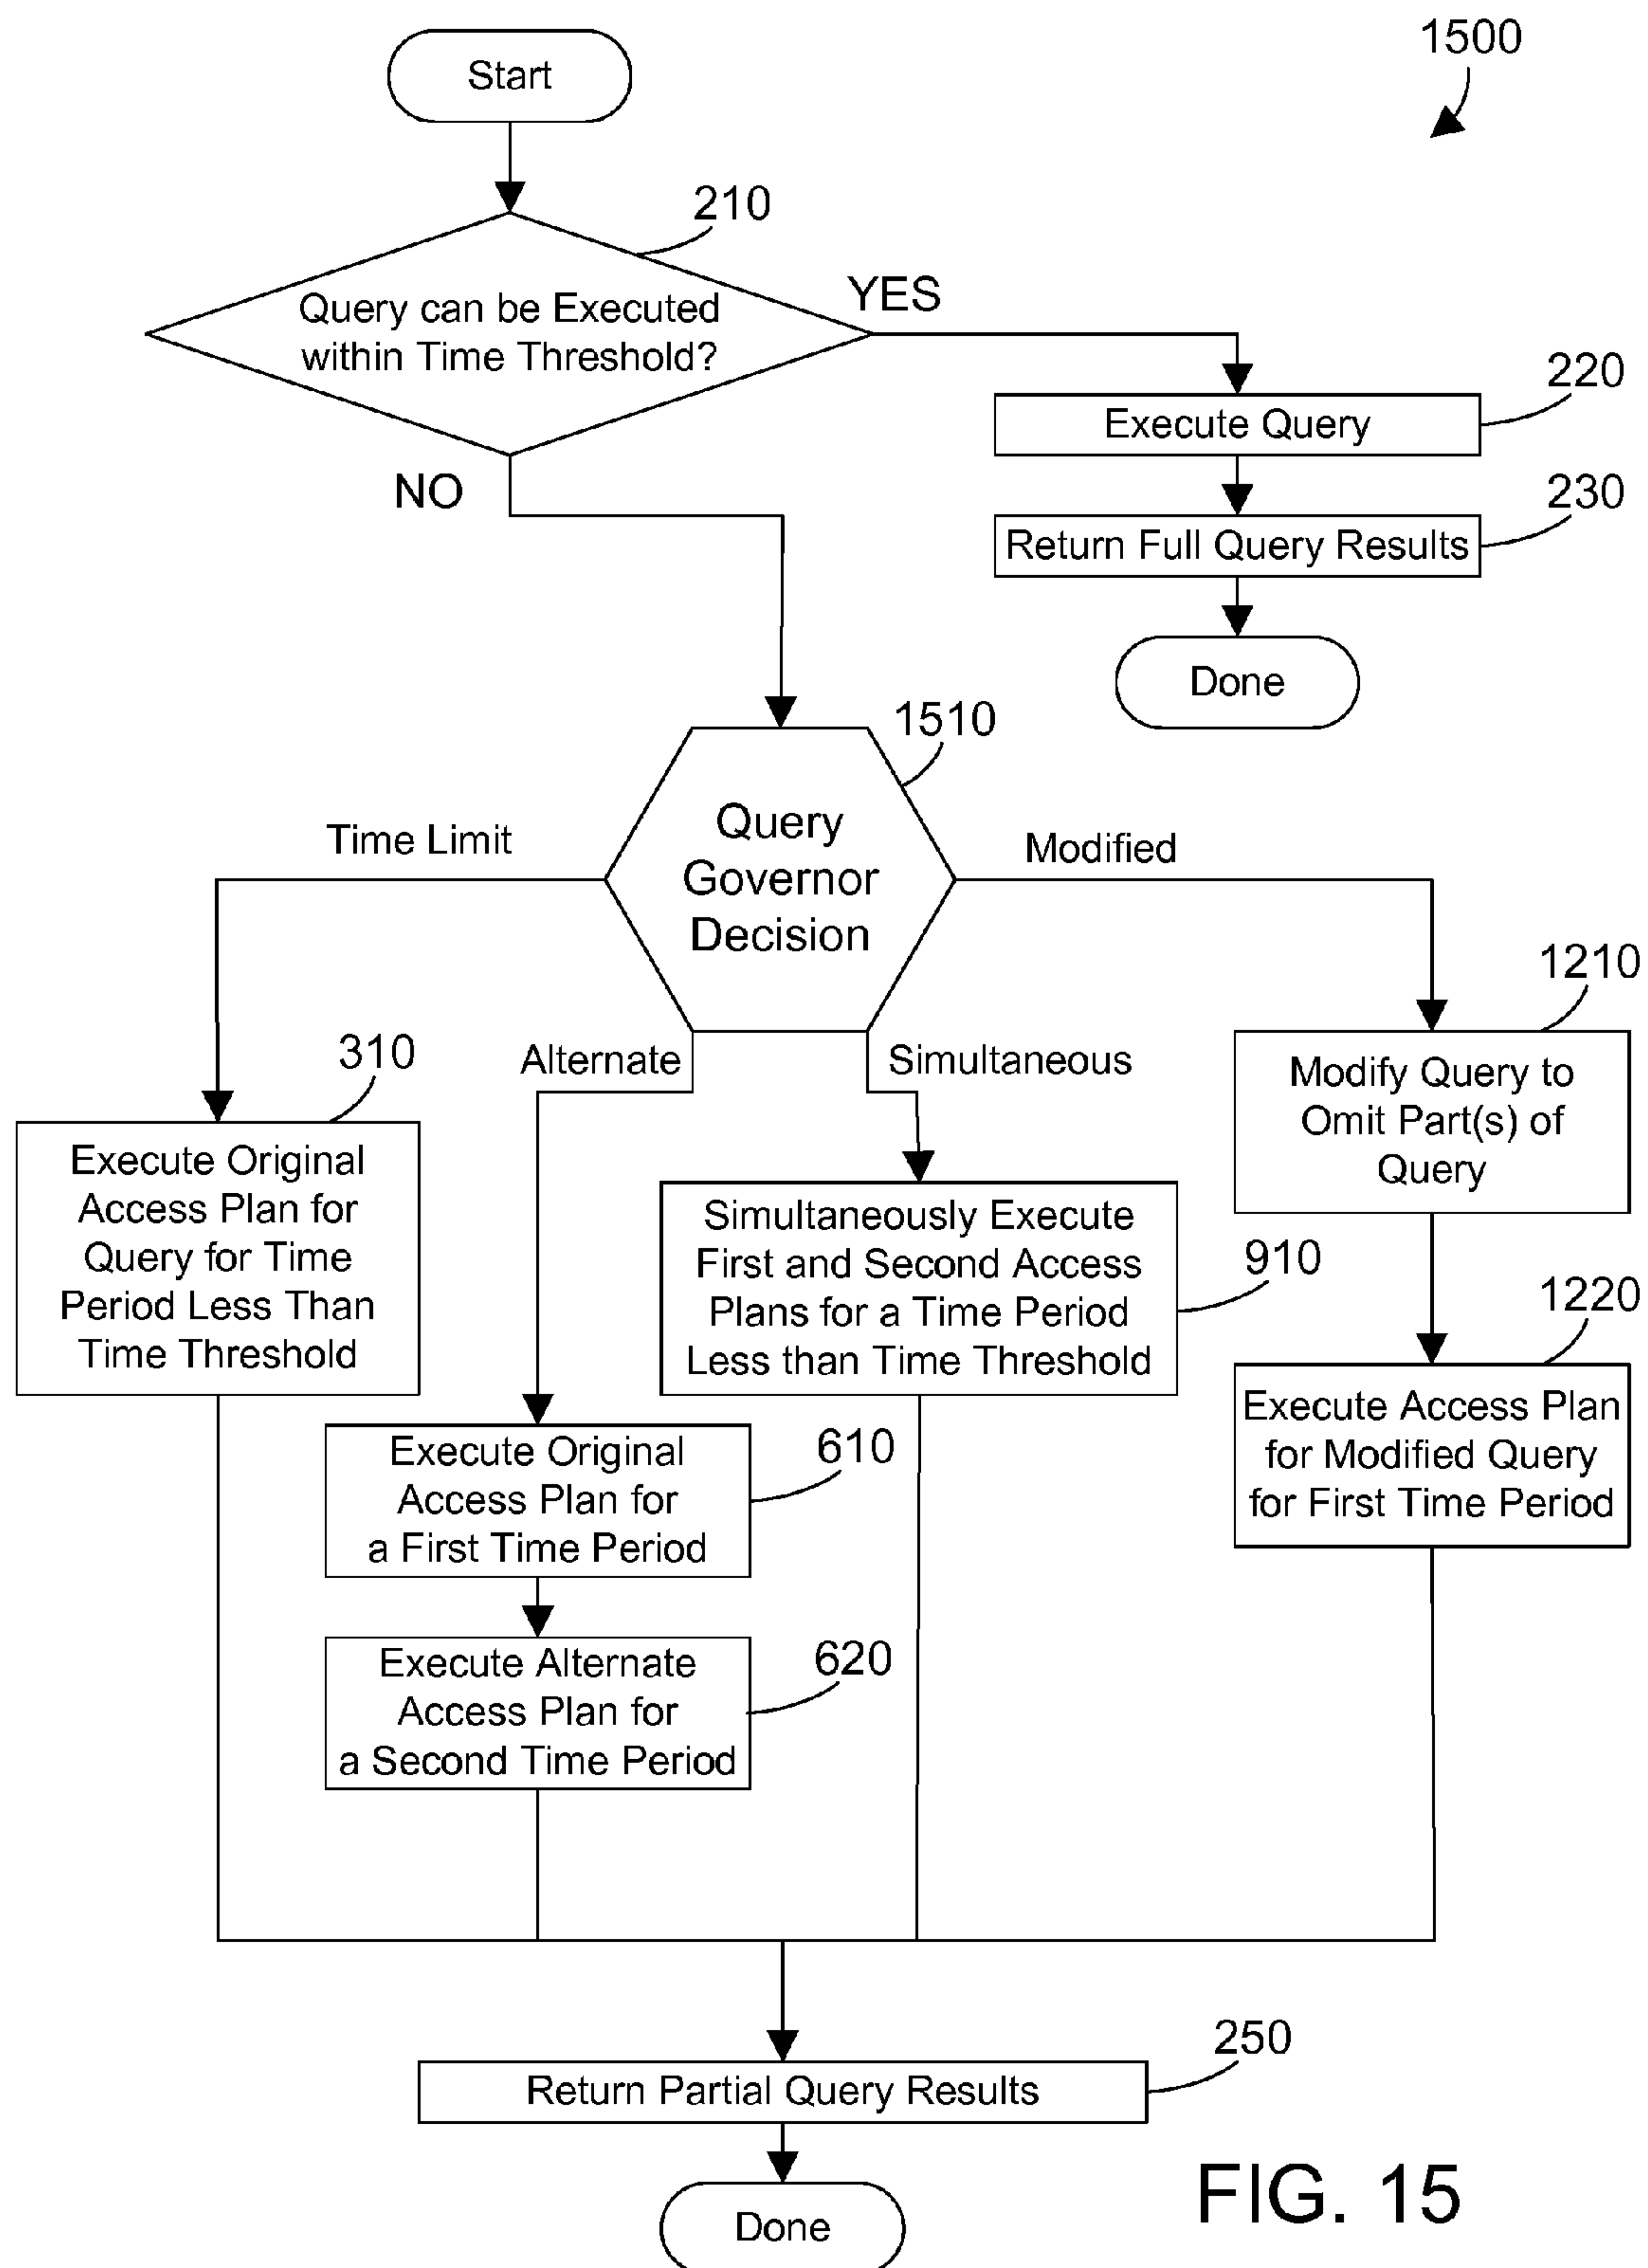 1500
Start
210
Query can be Executed
within Time Threshold?
YES
220
Execute Query
NO
230
Return Full Query Results
Done
1510
Query
Governor
Decision
Time Limit
Modified
1210
Modify Query to
Omit Part(s) of
Query
310
Alternate
Simultaneous
Execute Original
Access Plan for
Query for Time
Period Less Than
Time Threshold
Simultaneously Execute
First and Second Access
Plans for a Time Period
Less than Time Threshold
910
1220
Execute Access Plan
for Modified Query
for First Time Period
Execute Original
Access Plan for
a First Time Period
610
Execute Alternate
Access Plan for
a Second Time Period
620
250
Return Partial Query Results
Done
FIG. 15